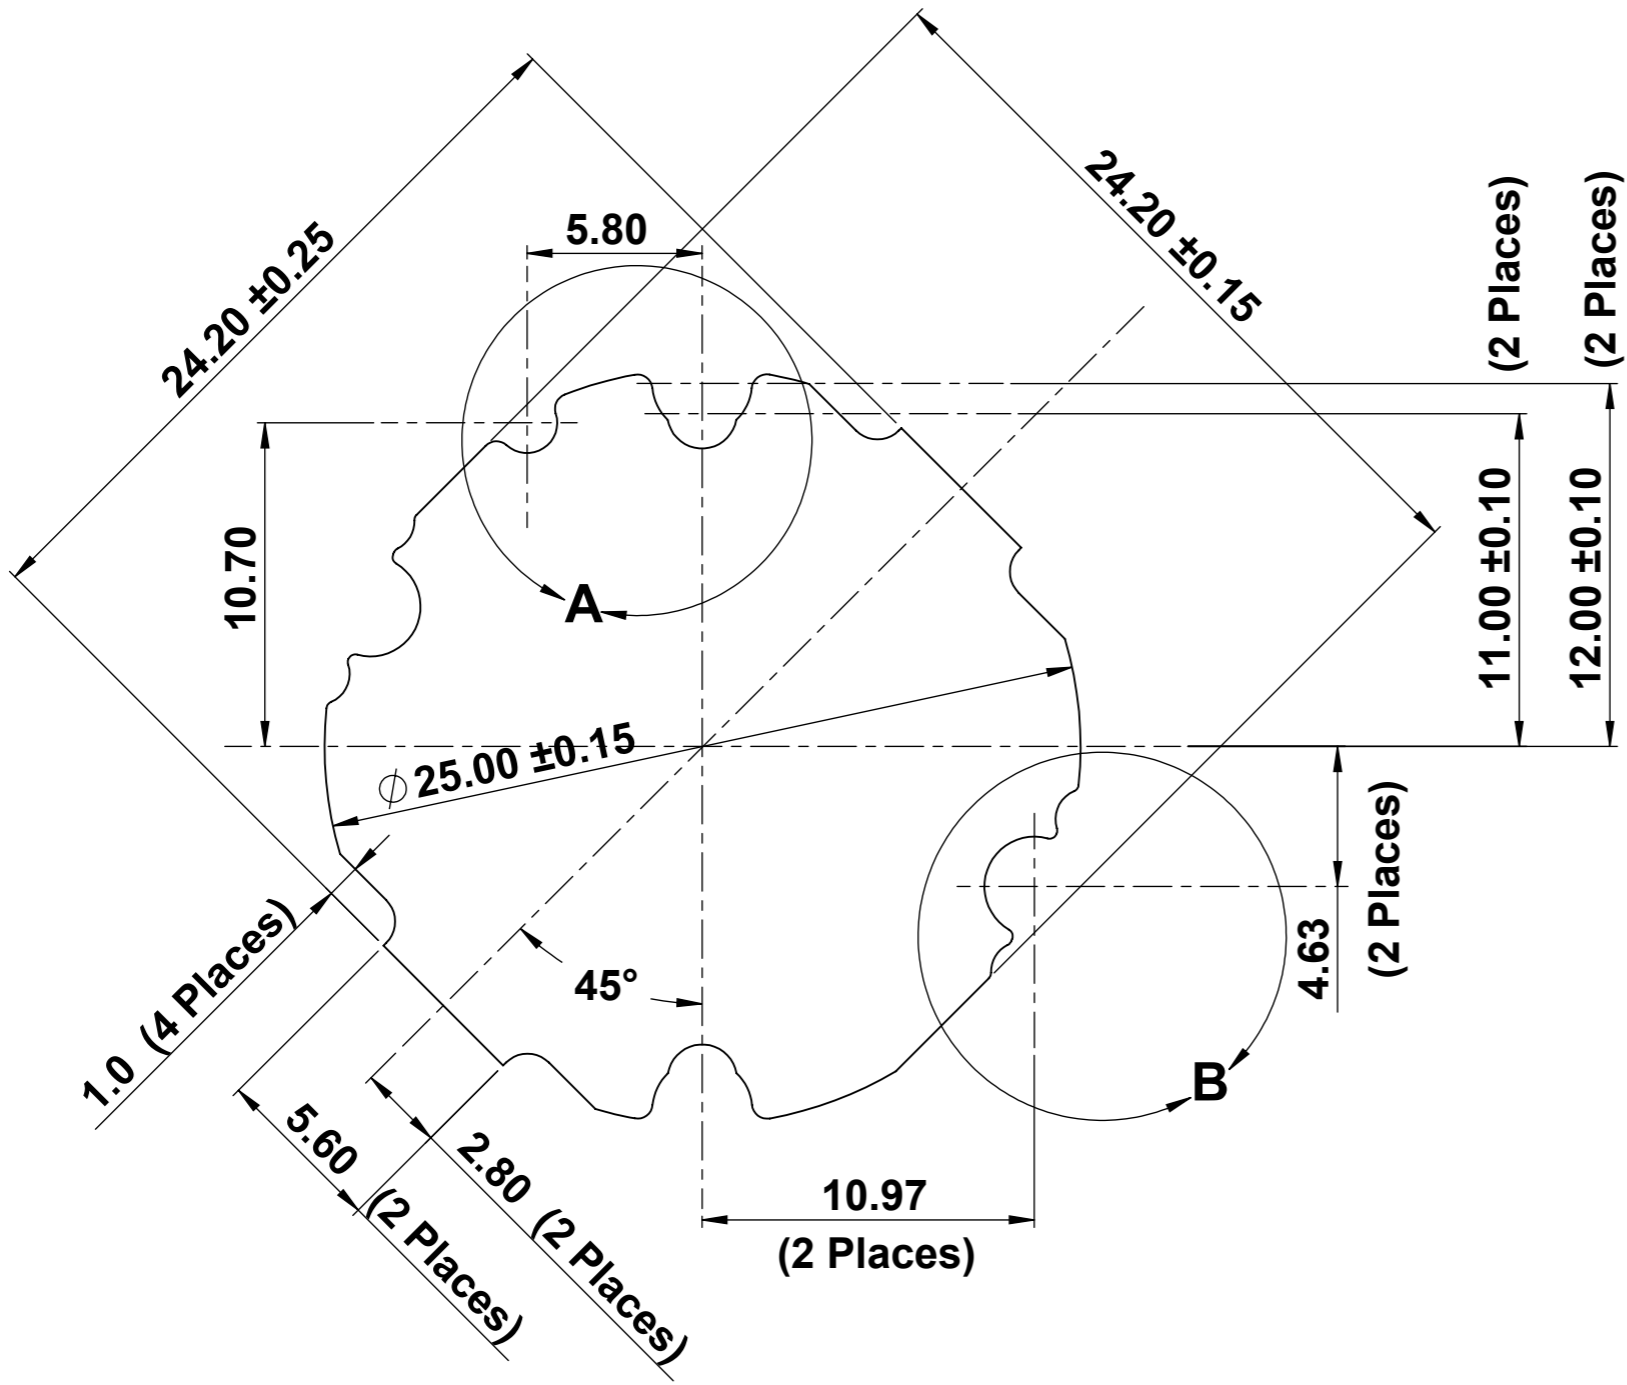 24.20 ±0.25
5.80
24.20 ±0.15
(2 Places)
(2 Places)
10.70
A
11.00 ±0.10
12.00 ±0.10
⌀ 25.00 ±0.15
4.63
(2 Places)
1.0 (4 Places)
45°
B
5.60
(2 Places)
2.80 (2 Places)
10.97
(2 Places)